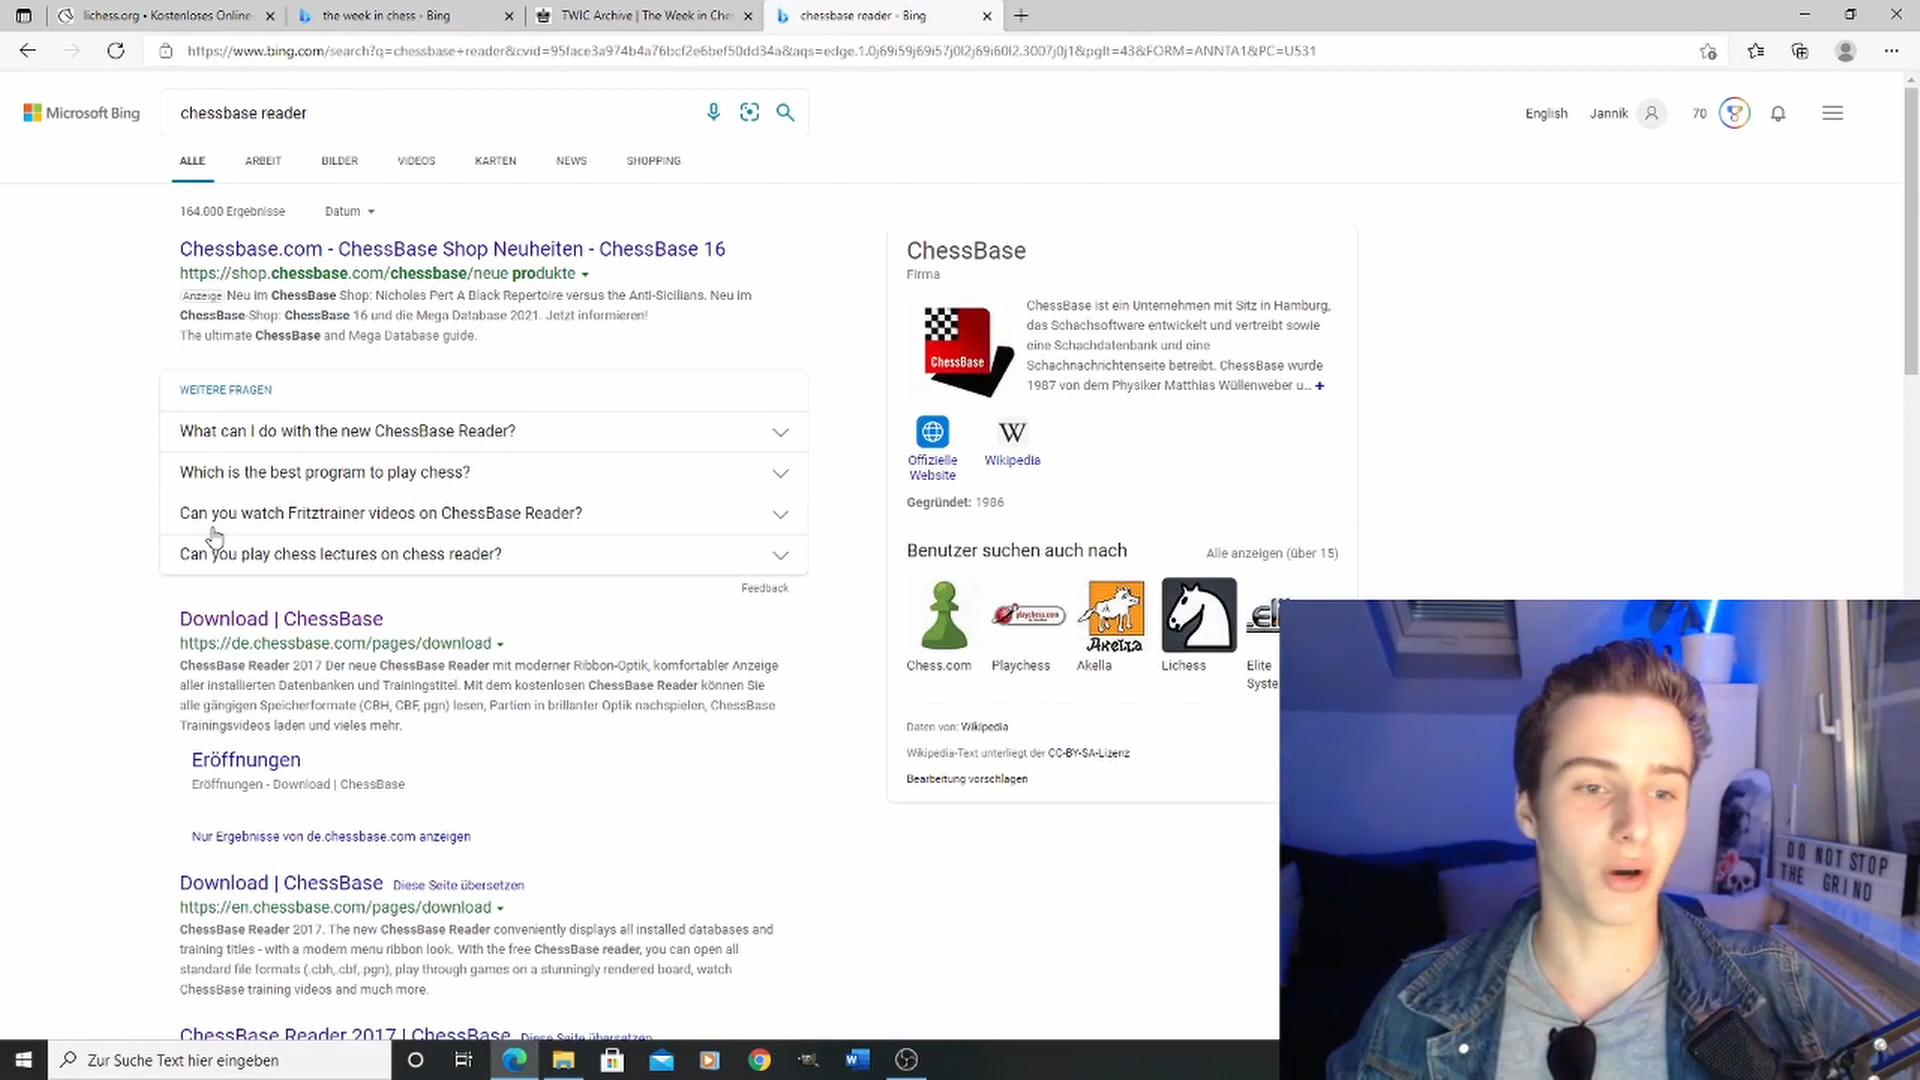 lichess.org • Kostenloses Online-
the week in chess - Bing
TWIC Archive | The Week in Ches
chessbase reader - Bing
https://www.bing.com/search?q=chessbase+reader&cvid=95face3a974b4a76bcf2e6bef50dd34a&aqs=edge.1.0j69i59j69i57j0l2j69i60l2.3007j0j1&pglt=43&FORM=ANNTA1&PC=U531
Microsoft Bing
chessbase reader
English
Jannik
70
ALLE
ARBEIT
BILDER
VIDEOS
KARTEN
NEWS
SHOPPING
164.000 Ergebnisse
Datum
Chessbase.com - ChessBase Shop Neuheiten - ChessBase 16
https://shop.chessbase.com/chessbase/neue produkte
Anzeige Neu im ChessBase Shop: Nicholas Pert A Black Repertoire versus the Anti-Sicilians. Neu im
ChessBase-Shop: ChessBase 16 und die Mega Database 2021. Jetzt informieren!
The ultimate ChessBase and Mega Database guide.
WEITERE FRAGEN
What can I do with the new ChessBase Reader?
Which is the best program to play chess?
Can you watch Fritztrainer videos on ChessBase Reader?
Can you play chess lectures on chess reader?
Feedback
Download | ChessBase
https://de.chessbase.com/pages/download
ChessBase Reader 2017 Der neue ChessBase Reader mit moderner Ribbon-Optik, komfortabler Anzeige
aller installierten Datenbanken und Trainingstitel. Mit dem kostenlosen ChessBase Reader können Sie
alle gängigen Speicherformate (CBH, CBF, pgn) lesen, Partien in brillanter Optik nachspielen, ChessBase
Trainingsvideos laden und vieles mehr.
Eröffnungen
Eröffnungen - Download | ChessBase
Nur Ergebnisse von de.chessbase.com anzeigen
Download | ChessBase Diese Seite übersetzen
https://en.chessbase.com/pages/download
ChessBase Reader 2017. The new ChessBase Reader conveniently displays all installed databases and
training titles - with a modern menu ribbon look. With the free ChessBase reader, you can open all
standard file formats (.cbh,.cbf, pgn), play through games on a stunningly rendered board, watch
ChessBase training videos and much more.
ChessBase Reader 2017 | ChessBase Diese Seite übersetzen
ChessBase
Firma
ChessBase
ChessBase ist ein Unternehmen mit Sitz in Hamburg,
das Schachsoftware entwickelt und vertreibt sowie
eine Schachdatenbank und eine
Schachnachrichtenseite betreibt. ChessBase wurde
1987 von dem Physiker Matthias Wüllenweber u... +
W
Offizielle
Website
Wikipedia
Gegründet: 1986
Benutzer suchen auch nach
Alle anzeigen (über 15)
playchess.com
Akella
Chess.com
Playchess
Akella
Lichess
Elite
Syste
Daten von: Wikipedia
Wikipedia-Text unterliegt der CC-BY-SA-Lizenz
Bearbeitung vorschlagen
DO NOT STOP
THE GRIND
Zur Suche Text hier eingeben